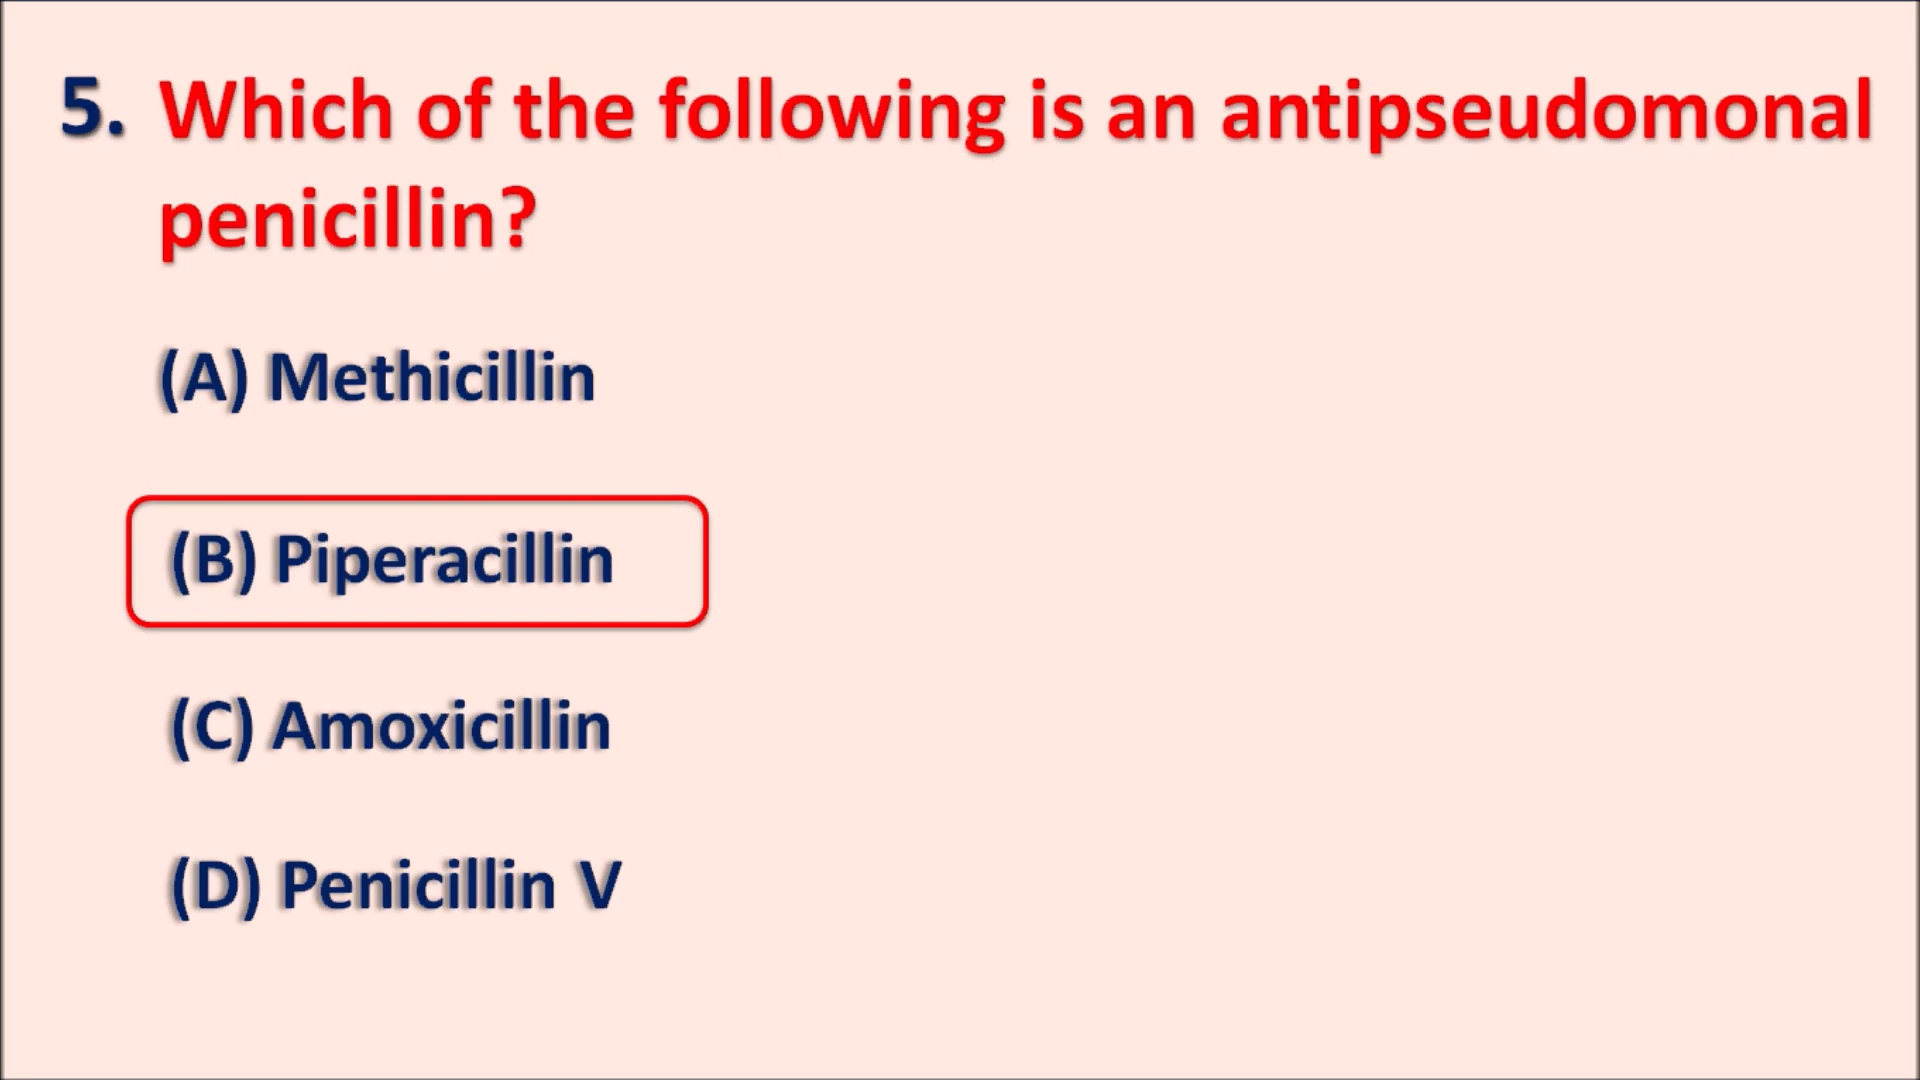 5. Which of the following is an antipseudomonal
penicillin?
(A) Methicillin
(B) Piperacillin
(C) Amoxicillin
(D) Penicillin V